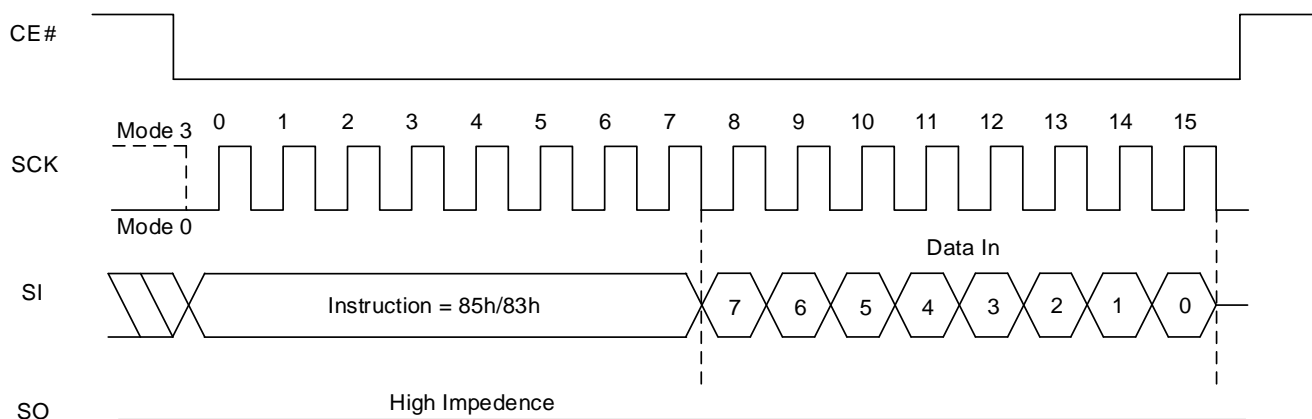 CE#
Mode 3 0 1 2 3 4 5 6 7 8 9 10 11 12 13 14 15
SCK
Mode 0
Data In
SI Instruction = 85h/83h 7 6 5 4 3 2 1 0
High Impedence
SO